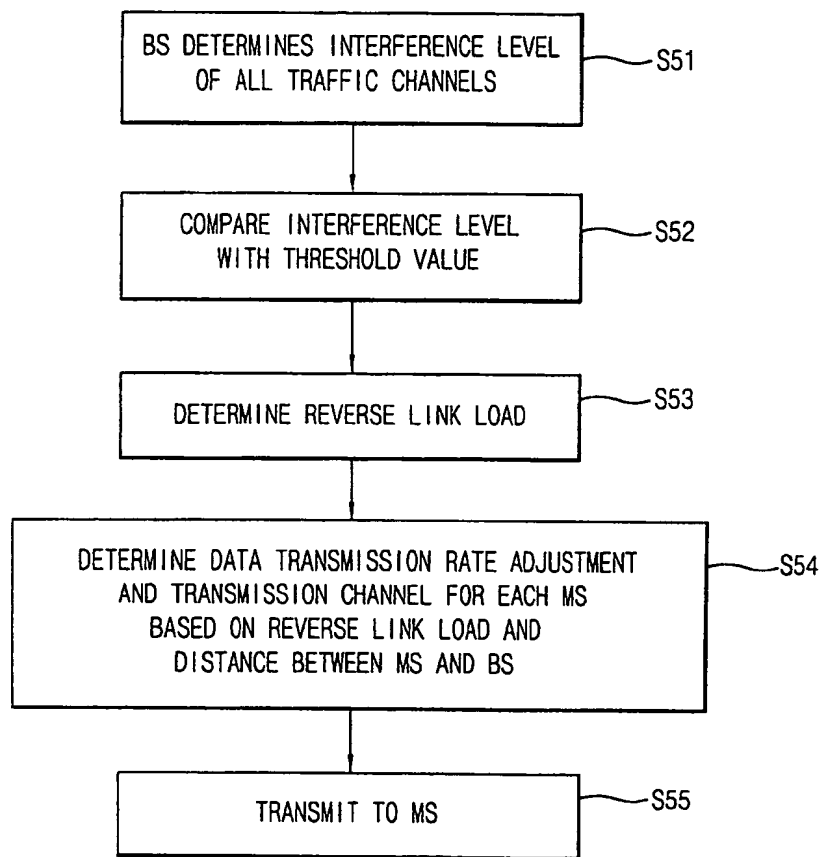 BS DETERMINES INTERFERENCE LEVEL
OF ALL TRAFFIC CHANNELS
S51
COMPARE INTERFERENCE LEVEL
WITH THRESHOLD VALUE
S52
DETERMINE REVERSE LINK LOAD
S53
DETERMINE DATA TRANSMISSION RATE ADJUSTMENT
AND TRANSMISSION CHANNEL FOR EACH MS
BASED ON REVERSE LINK LOAD AND
DISTANCE BETWEEN MS AND BS
S54
TRANSMIT TO MS
S55